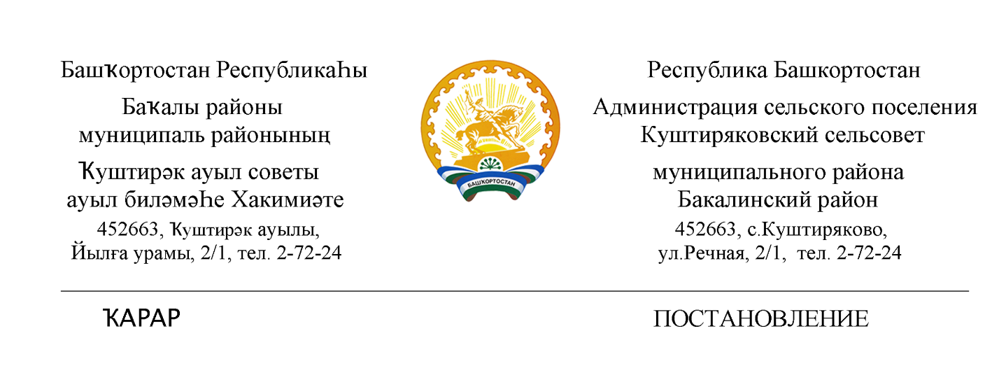 Башҡортостан РеспубликаҺы
Баҡалы районы
муниципаль районының
Ҡуштирәк ауыл советы
ауыл биләмәһе Хакимиәте
452663, Ҡуштирәк ауылы,
Йылға урамы, 2/1, тел. 2-72-24
БАШҠОРТОСТАН
Республика Башкортостан
Администрация сельского поселения
Куштиряковский сельсовет
муниципального района
Бакалинский район
452663, с.Куштиряково,
ул.Речная, 2/1, тел. 2-72-24
ҠАРАР
ПОСТАНОВЛЕНИЕ